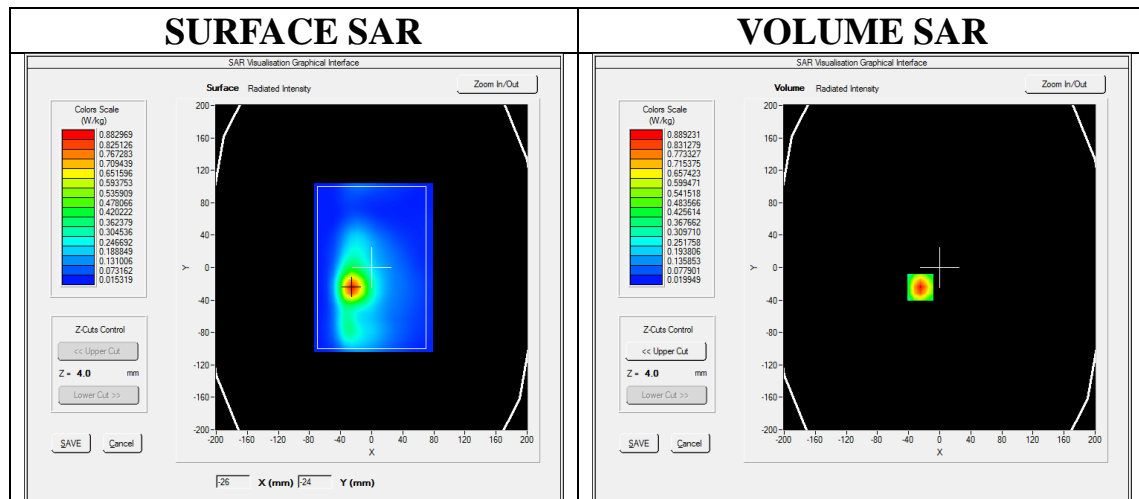 SURFACE SAR
SAR Visualisation Graphical Interface
Surface Radiated Intensity
Zoom In/Out
Colors Scale
(W/kg)
0.882969
0.825126
0.767283
0.709439
0.651596
0.593753
0.535909
0.478066
0.420222
0.362379
0.304536
0.246692
0.188849
0.131006
0.073162
0.015319
Z-Cuts Control
<< Upper Cut
Z = 4.0 mm
Lower Cut >>
SAVE Cancel
200
160
120
80
40
0
-40
-80
-120
-160
-200
Y
-200 -160 -120 -80 -40 0 40 80 120 160 200
X
-26 X (mm) -24 Y (mm)
VOLUME SAR
SAR Visualisation Graphical Interface
Volume Radiated Intensity
Zoom In/Out
Colors Scale
(W/kg)
0.889231
0.831279
0.773327
0.715375
0.657423
0.599471
0.541518
0.483566
0.425614
0.367662
0.309710
0.251758
0.193806
0.135853
0.077901
0.019949
Z-Cuts Control
<< Upper Cut
Z = 4.0 mm
Lower Cut >>
SAVE Cancel
200
160
120
80
40
0
-40
-80
-120
-160
-200
Y
-200 -160 -120 -80 -40 0 40 80 120 160 200
X